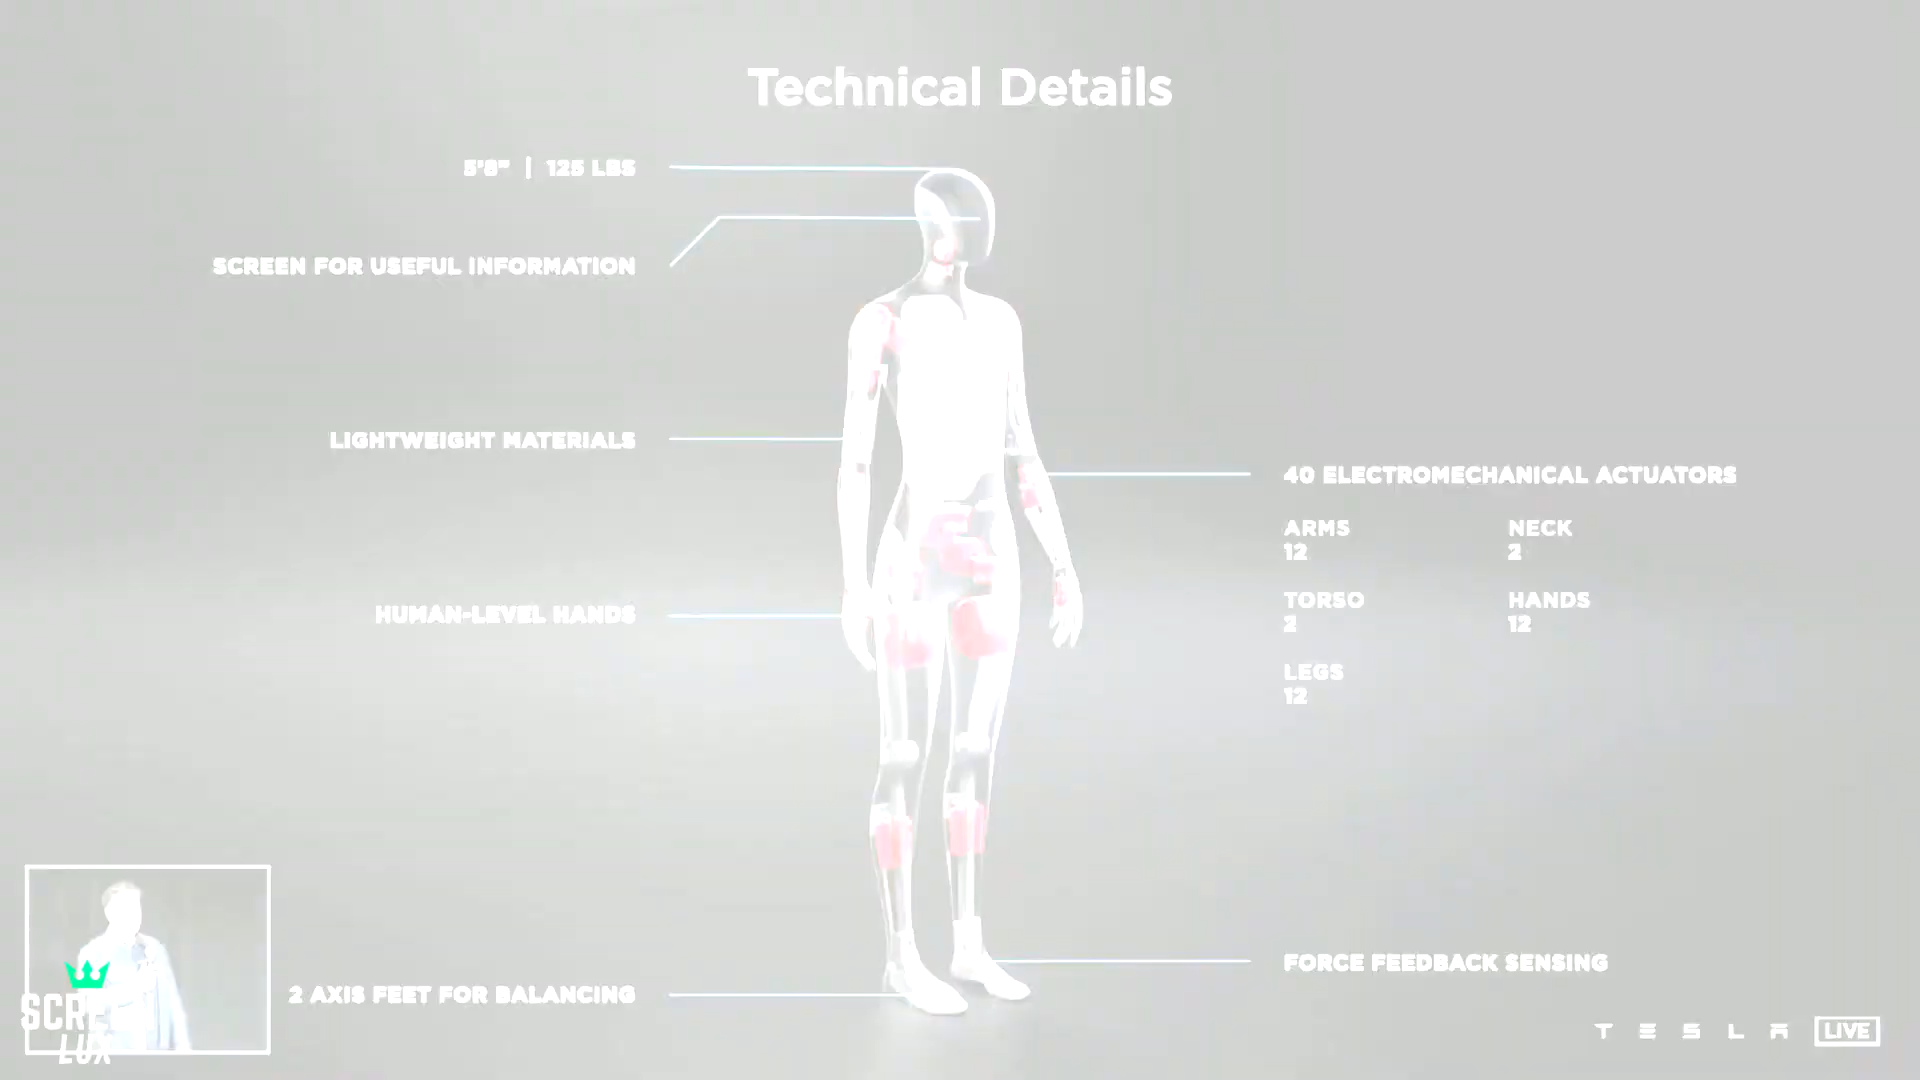 Technical Details
5'8" | 125 LBS
SCREEN FOR USEFUL INFORMATION
LIGHTWEIGHT MATERIALS
HUMAN-LEVEL HANDS
2 AXIS FEET FOR BALANCING
40 ELECTROMECHANICAL ACTUATORS
ARMS NECK
12 2
TORSO HANDS
2 12
LEGS
12
FORCE FEEDBACK SENSING
TESLA LIVE
LUX